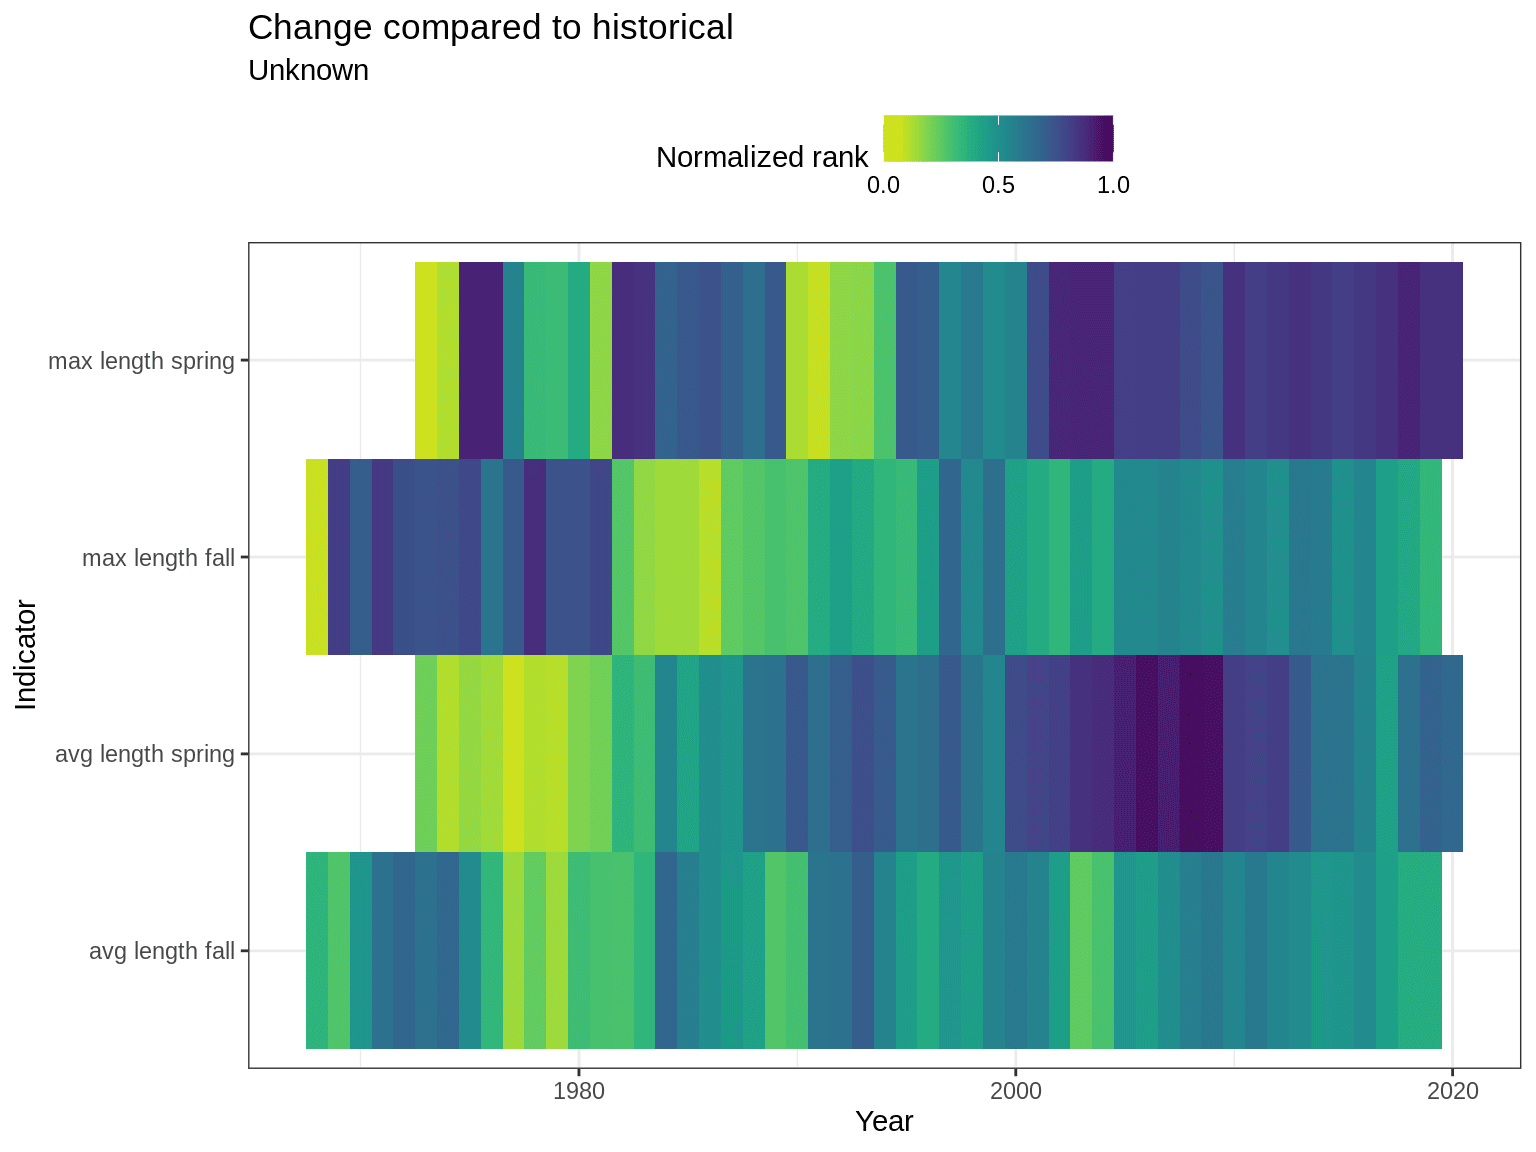 Change compared to historical
Unknown
Normalized rank
0.0 0.5 1.0
max length spring
max length fall
avg length spring
avg length fall
Indicator
1980 2000 2020
Year